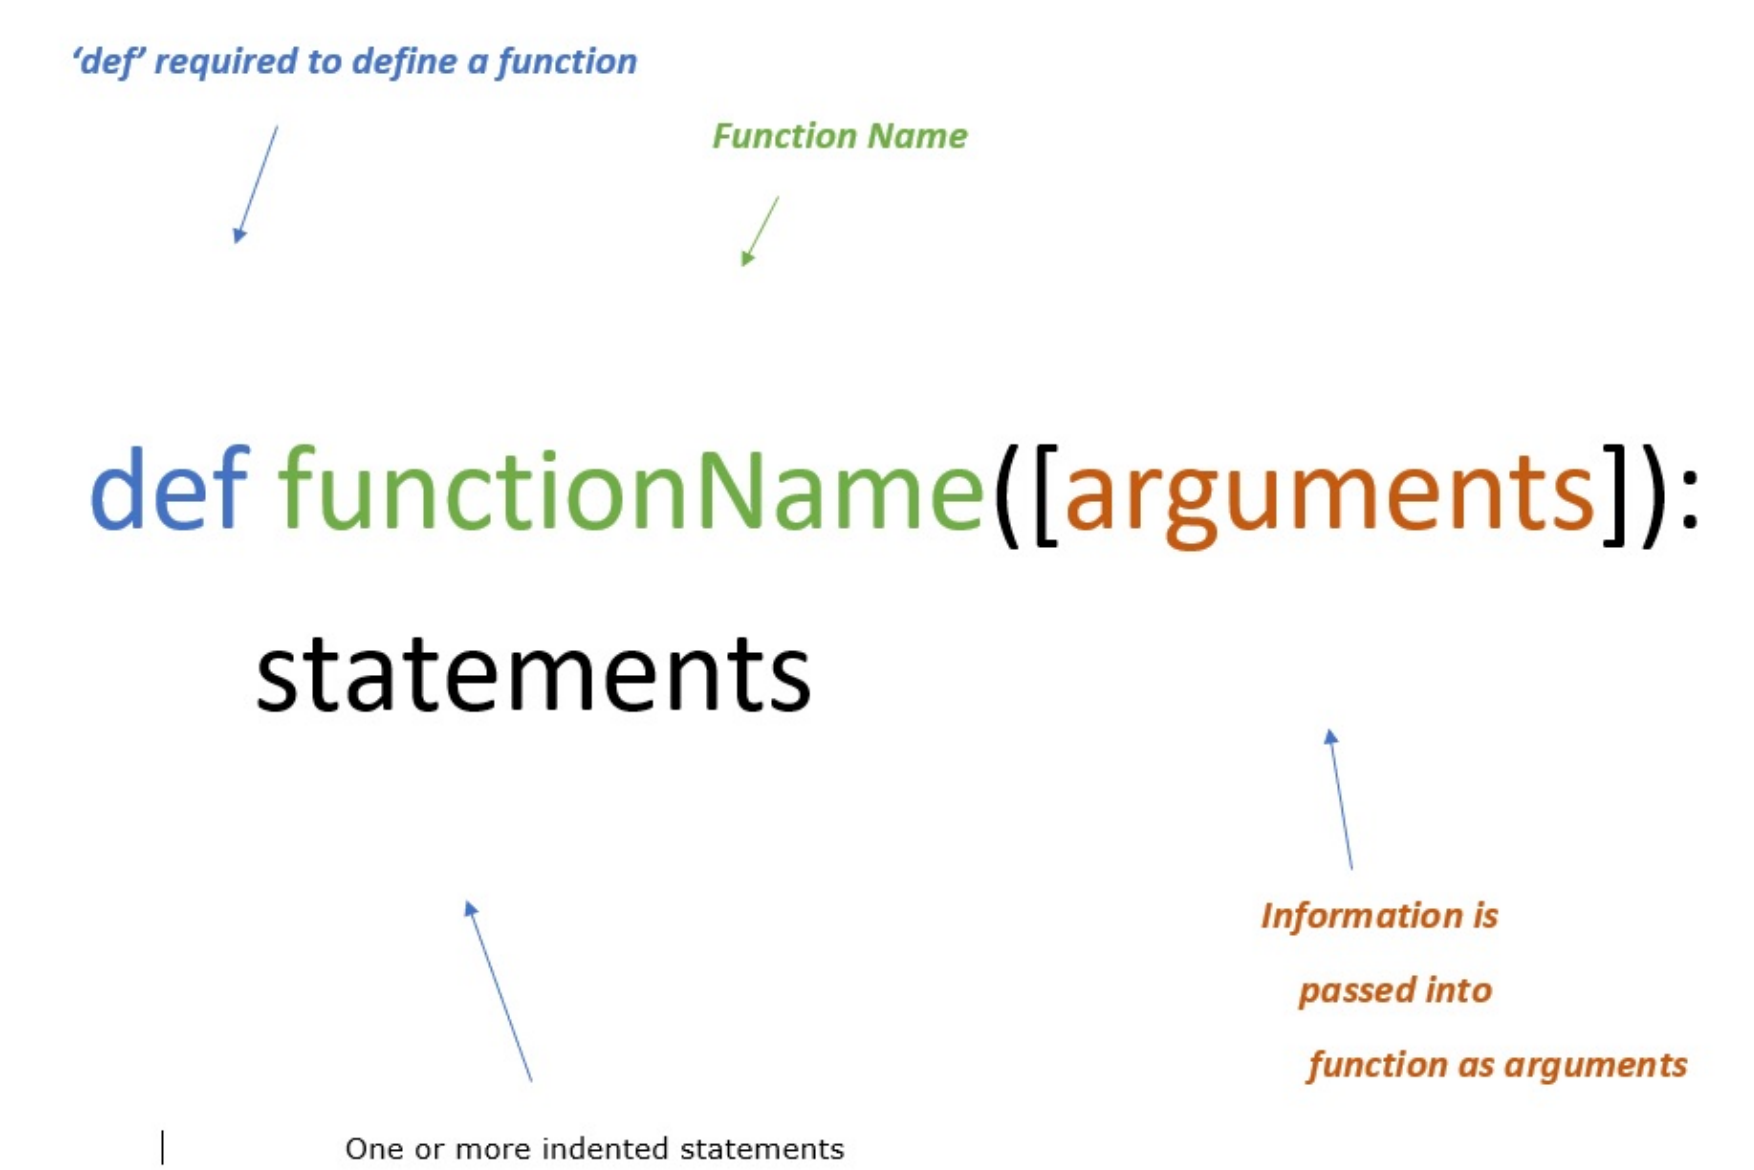 ‘def’ required to define a function
Function Name
def functionName([arguments]):
statements
Information is
passed into
function as arguments
One or more indented statements